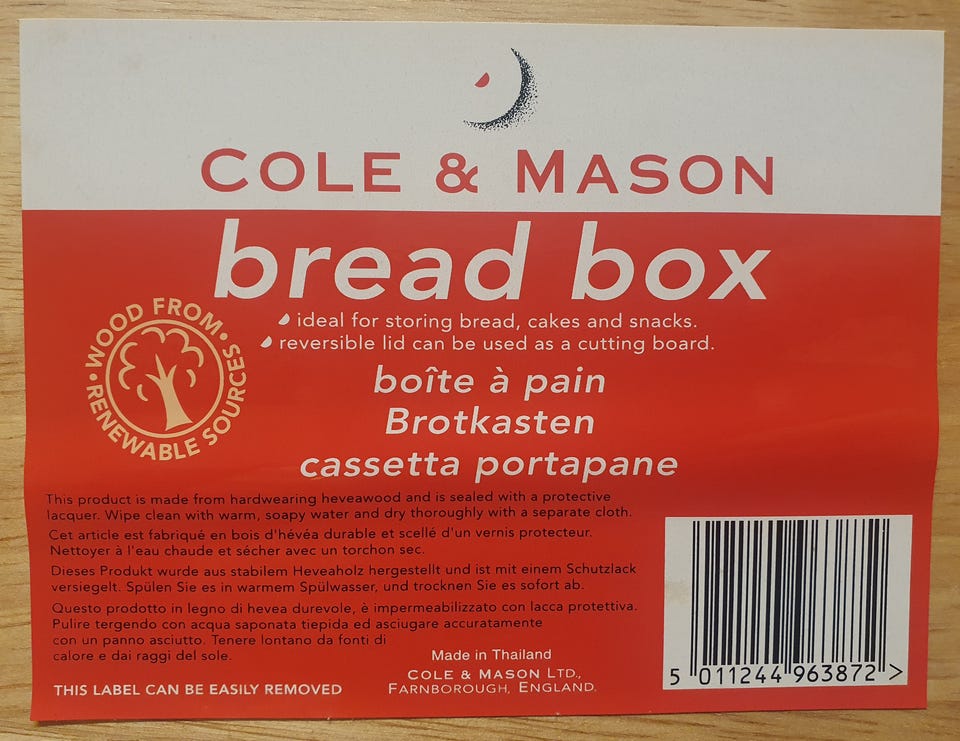 COLE & MASON
bread box
ideal for storing bread, cakes and snacks.
reversible lid can be used as a cutting board.
• WOOD FROM •
RENEWABLE SOURCES
boîte à pain
Brotkasten
cassetta portapane
This product is made from hardwearing heveawood and is sealed with a protective
lacquer. Wipe clean with warm, soapy water and dry thoroughly with a separate cloth.
Cet article est fabriqué en bois d'hévéa durable et scellé d'un vernis protecteur.
Nettoyer à l'eau chaude et sécher avec un torchon sec.
Dieses Produkt wurde aus stabilem Heveaholz hergestellt und ist mit einem Schutzlack
versiegelt. Spülen Sie es in warmem Spülwasser, und trocknen Sie es sofort ab.
Questo prodotto in legno di hevea durevole, è impermeabilizzato con lacca protettiva.
Pulire tergendo con acqua saponata tiepida ed asciugare accuratamente
con un panno asciutto. Tenere lontano da fonti di
calore e dai raggi del sole.
THIS LABEL CAN BE EASILY REMOVED
Made in Thailand
COLE & MASON LTD.,
FARNBOROUGH, ENGLAND.
5 011244 963872 >